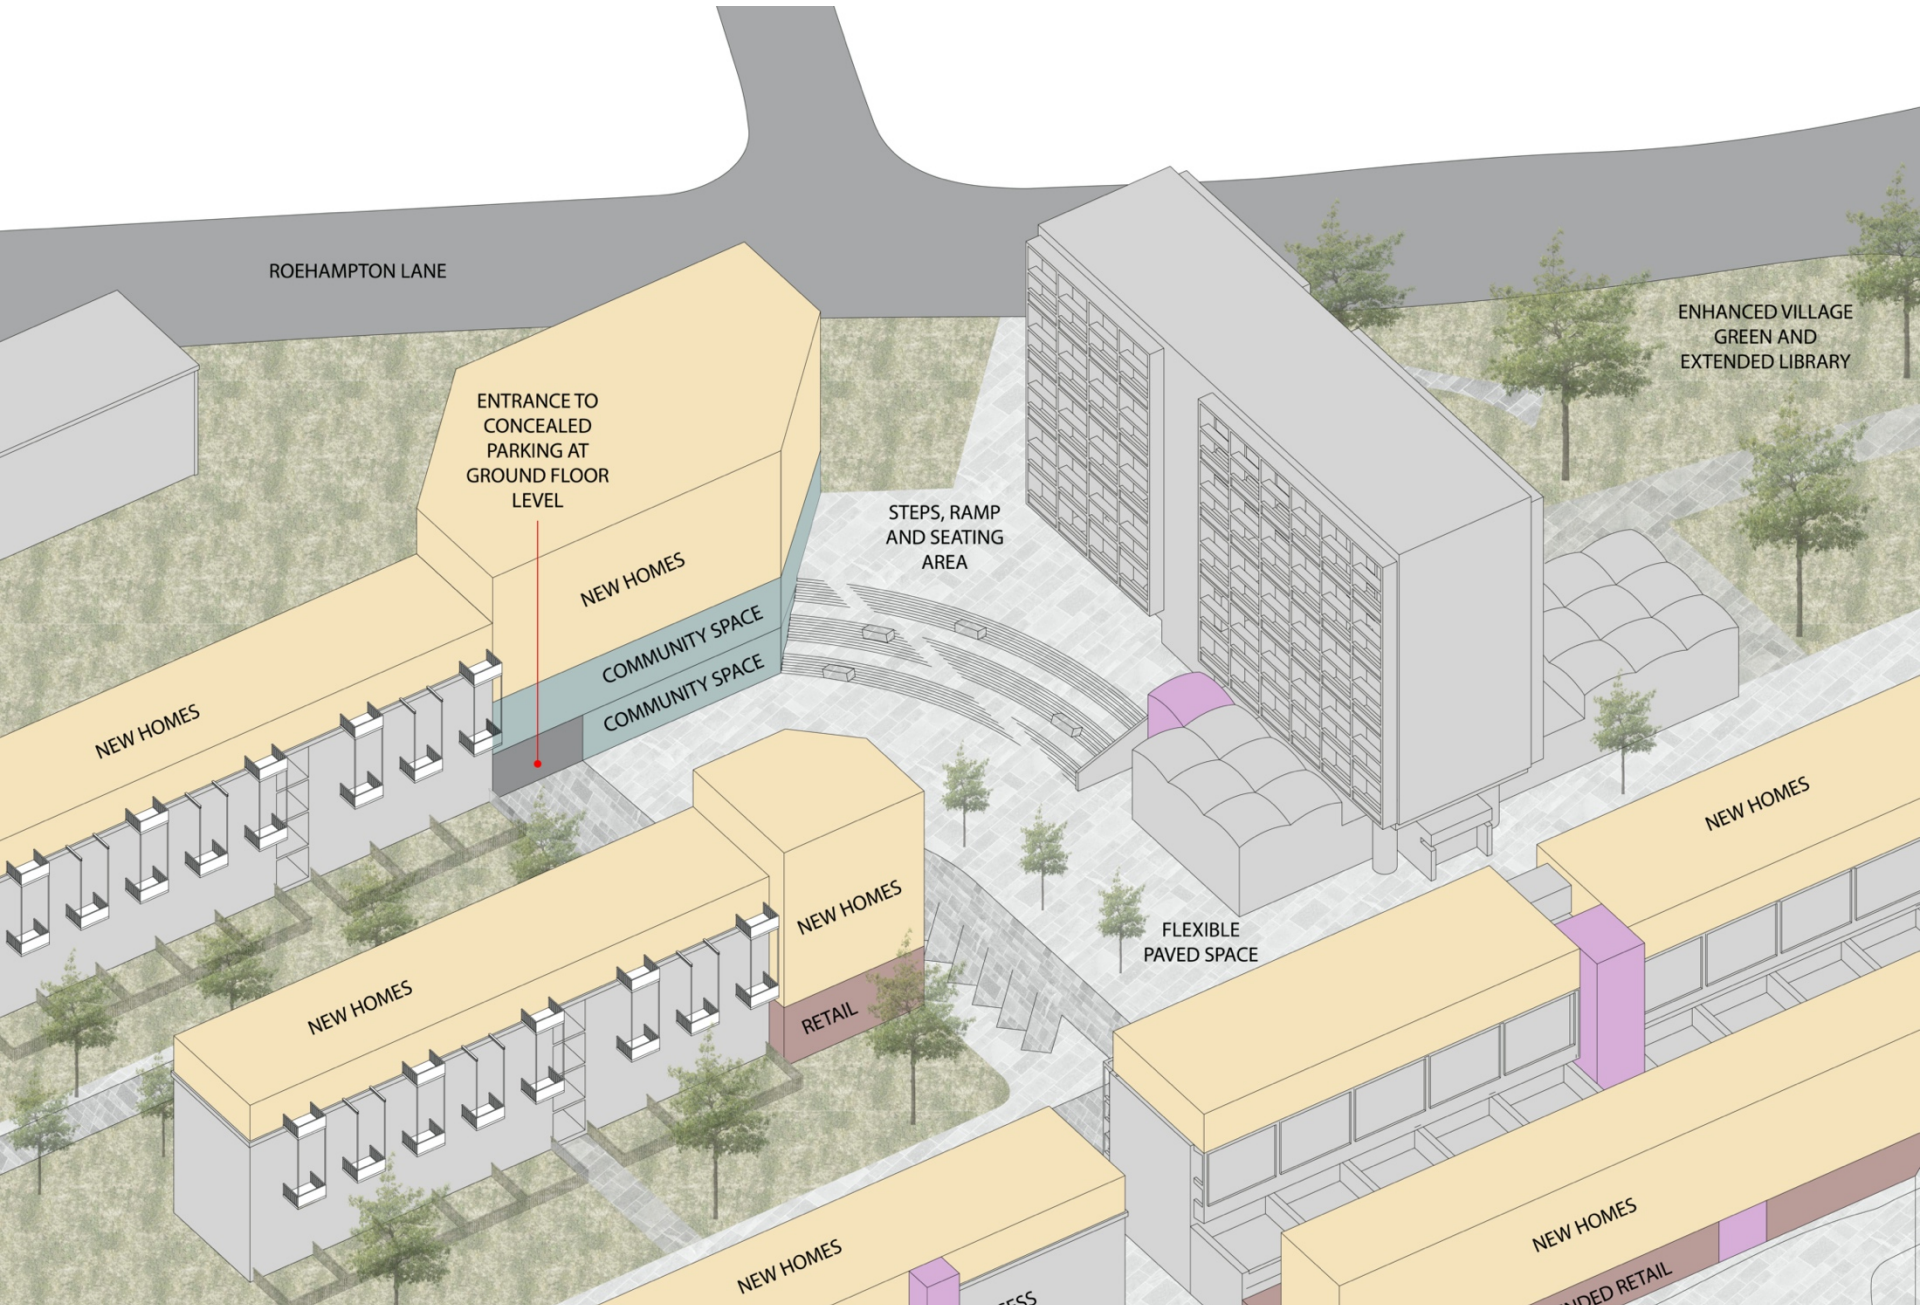 ROEHAMPTON LANE
ENHANCED VILLAGE
GREEN AND
EXTENDED LIBRARY
ENTRANCE TO
CONCEALED
PARKING AT
GROUND FLOOR
LEVEL
STEPS, RAMP
AND SEATING
AREA
NEW HOMES
COMMUNITY SPACE
COMMUNITY SPACE
NEW HOMES
NEW HOMES
NEW HOMES
FLEXIBLE
PAVED SPACE
NEW HOMES
RETAIL
NEW HOMES
NEW HOMES
RETAIL